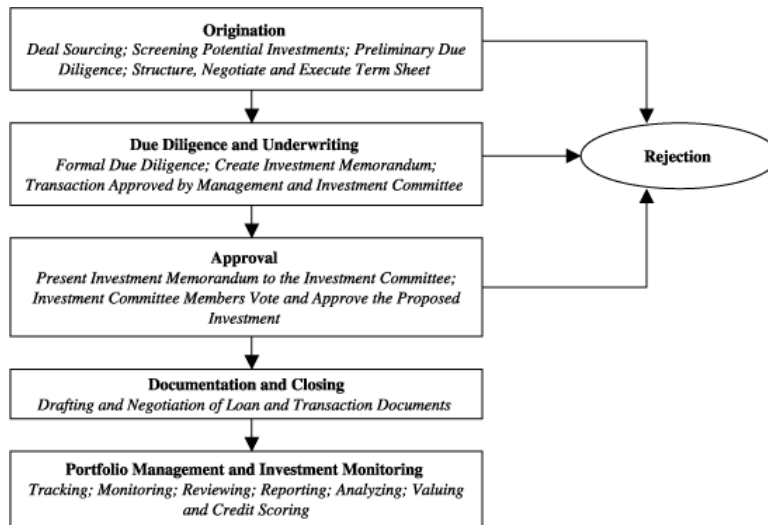 Origination
Deal Sourcing; Screening Potential Investments; Preliminary Due
Diligence; Structure, Negotiate and Execute Term Sheet
Due Diligence and Underwriting
Formal Due Diligence; Create Investment Memorandum;
Transaction Approved by Management and Investment Committee
Rejection
Approval
Present Investment Memorandum to the Investment Committee;
Investment Committee Members Vote and Approve the Proposed
Investment
Documentation and Closing
Drafting and Negotiation of Loan and Transaction Documents
Portfolio Management and Investment Monitoring
Tracking; Monitoring; Reviewing; Reporting; Analyzing; Valuing
and Credit Scoring